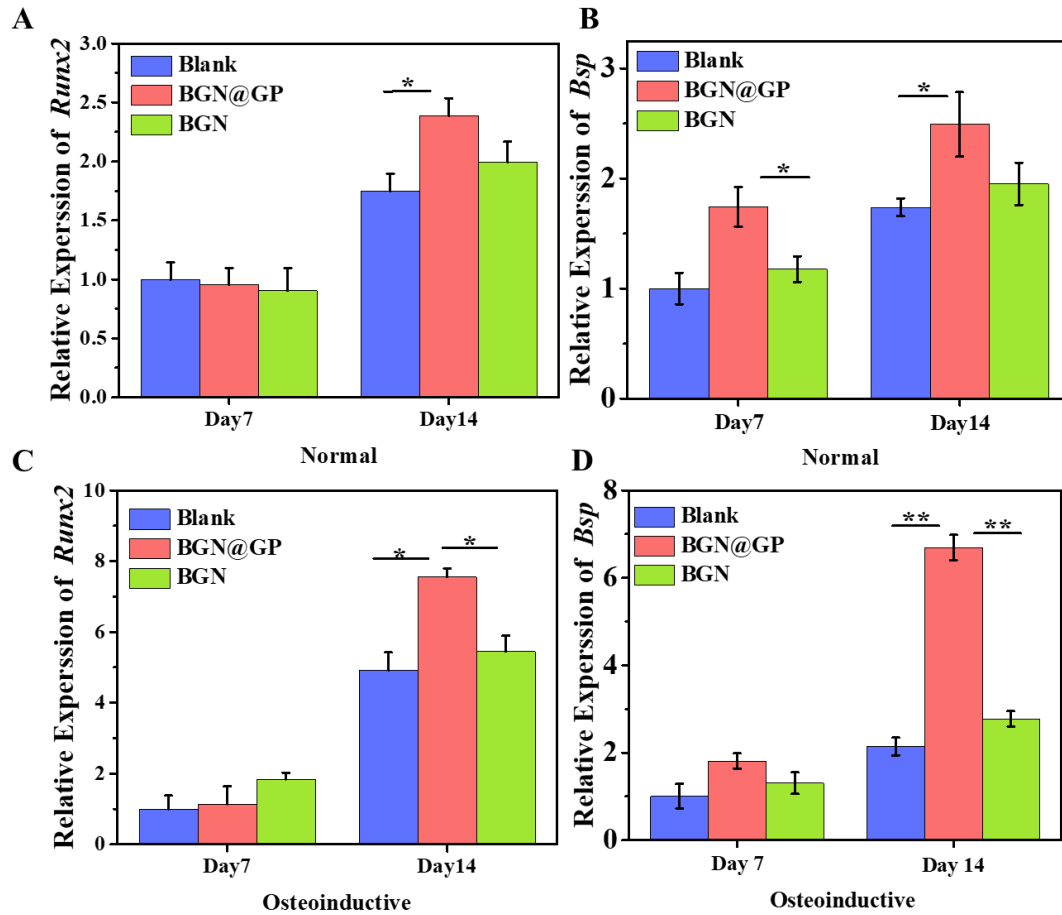 A
Relative Experssion of Runx2
3.0
2.5
2.0
1.5
1.0
0.5
0.0
Blank
BGN@GP
BGN
*
Day7
Day14
Normal
B
Relative Experssion of Bsp
3
2
1
0
Blank
BGN@GP
BGN
*
*
Day7
Day14
Normal
C
Relative Experssion of Runx2
10
8
6
4
2
0
Blank
BGN@GP
BGN
*
*
Day7
Day14
Osteoinductive
D
Relative Experssion of Bsp
8
6
4
2
0
Blank
BGN@GP
BGN
**
**
Day 7
Day 14
Osteoinductive